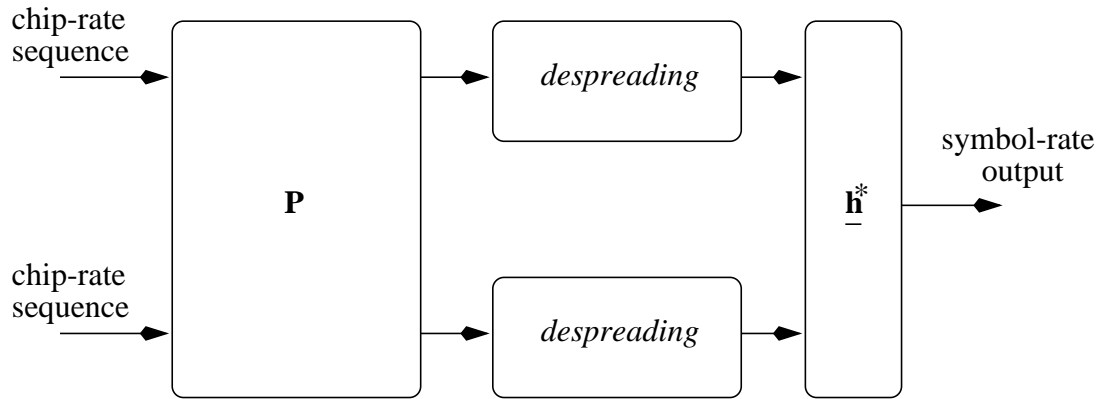 chip-rate
sequence
despreading
P
h*
symbol-rate
output
chip-rate
sequence
despreading